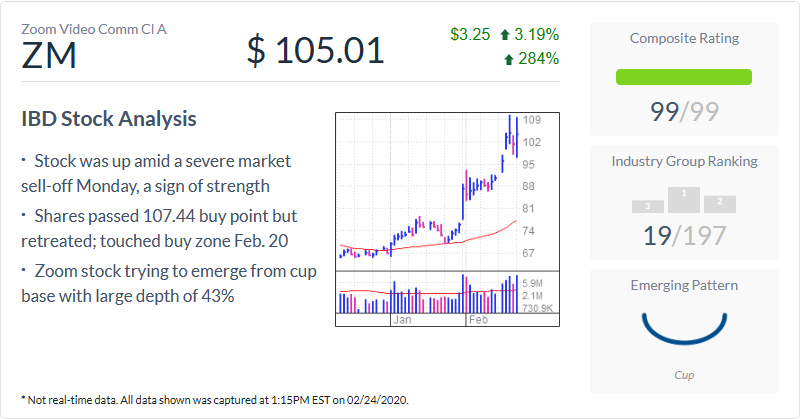 Zoom Video Comm Cl A
ZM
$ 105.01
$3.25 3.19%
284%
IBD Stock Analysis
· Stock was up amid a severe market
sell-off Monday, a sign of strength
· Shares passed 107.44 buy point but
retreated; touched buy zone Feb. 20
· Zoom stock trying to emerge from cup
base with large depth of 43%
109
102
95
88
81
74
67
5.9M
2.1M
730.9K
Jan Feb
Composite Rating
99/99
Industry Group Ranking
3 1 2
19/197
Emerging Pattern
Cup
* Not real-time data. All data shown was captured at 1:15PM EST on 02/24/2020.